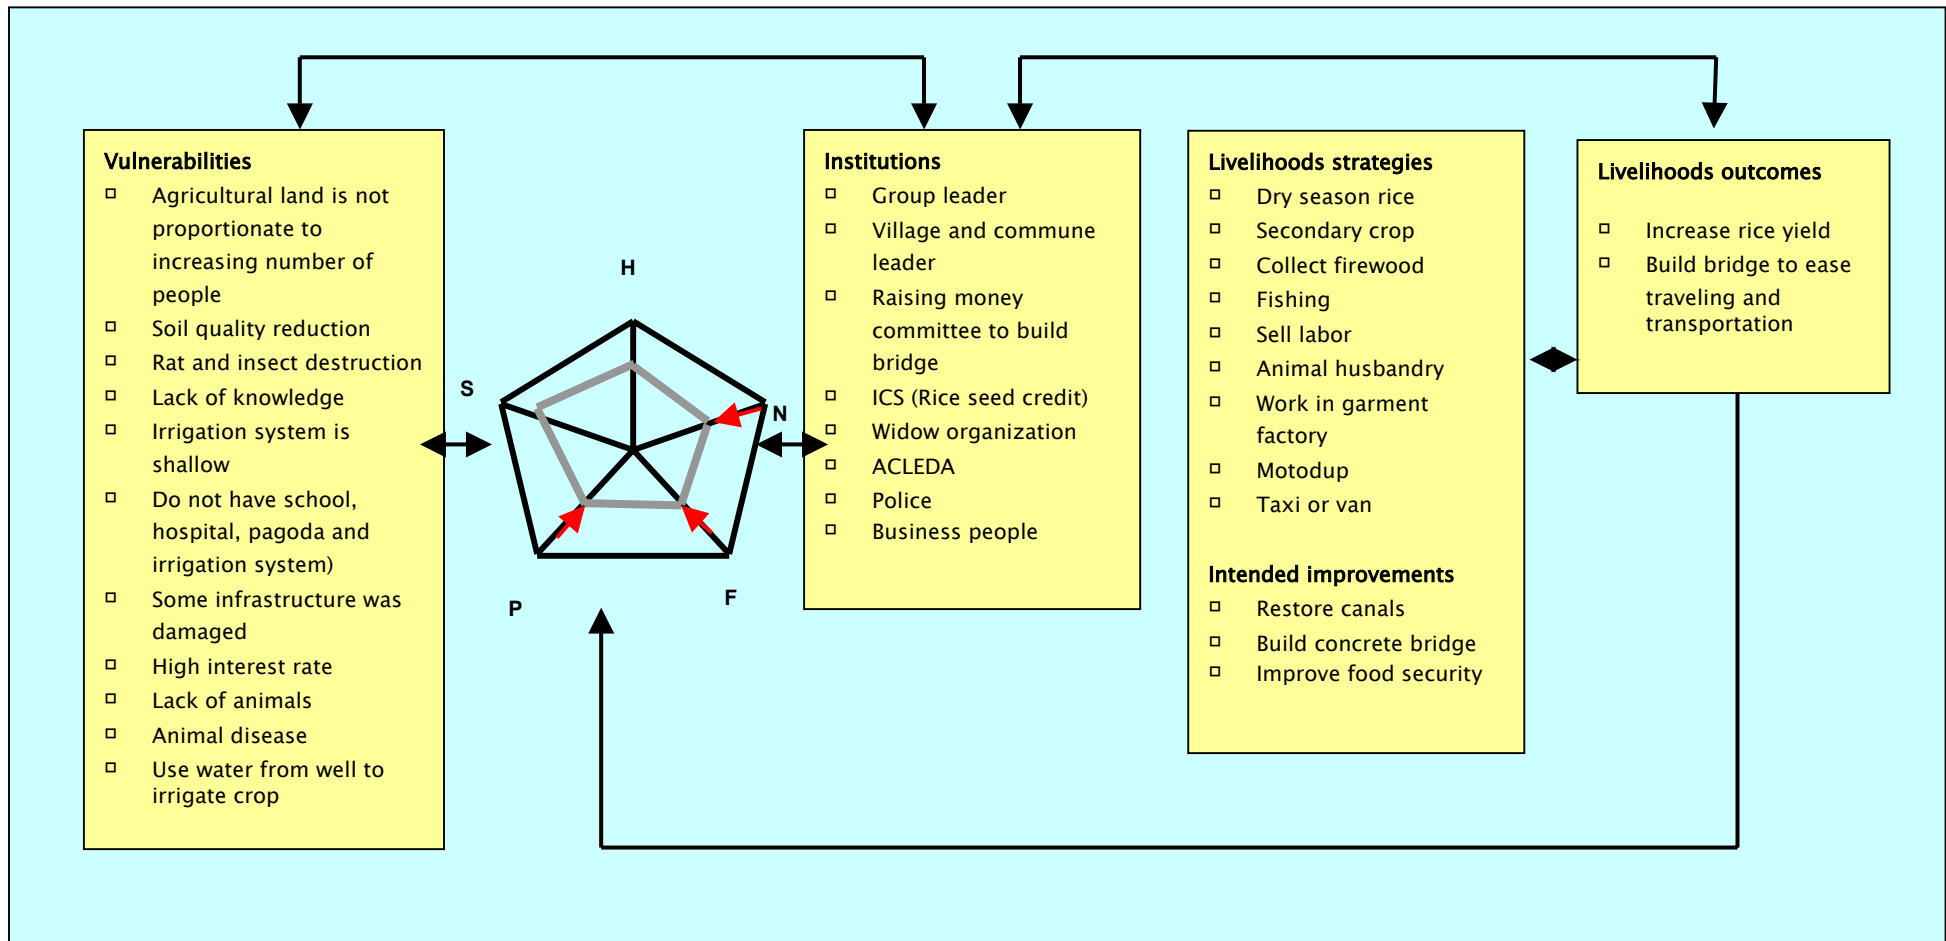 Vulnerabilities
Agricultural land is not
proportionate to
increasing number of
people
Soil quality reduction
Rat and insect destruction
Lack of knowledge
Irrigation system is
shallow
Do not have school,
hospital, pagoda and
irrigation system)
Some infrastructure was
damaged
High interest rate
Lack of animals
Animal disease
Use water from well to
irrigate crop
H
S
N
P
F
Institutions
Group leader
Village and commune
leader
Raising money
committee to build
bridge
ICS (Rice seed credit)
Widow organization
ACLEDA
Police
Business people
Livelihoods strategies
Dry season rice
Secondary crop
Collect firewood
Fishing
Sell labor
Animal husbandry
Work in garment
factory
Motodup
Taxi or van
Intended improvements
Restore canals
Build concrete bridge
Improve food security
Livelihoods outcomes
Increase rice yield
Build bridge to ease
traveling and
transportation